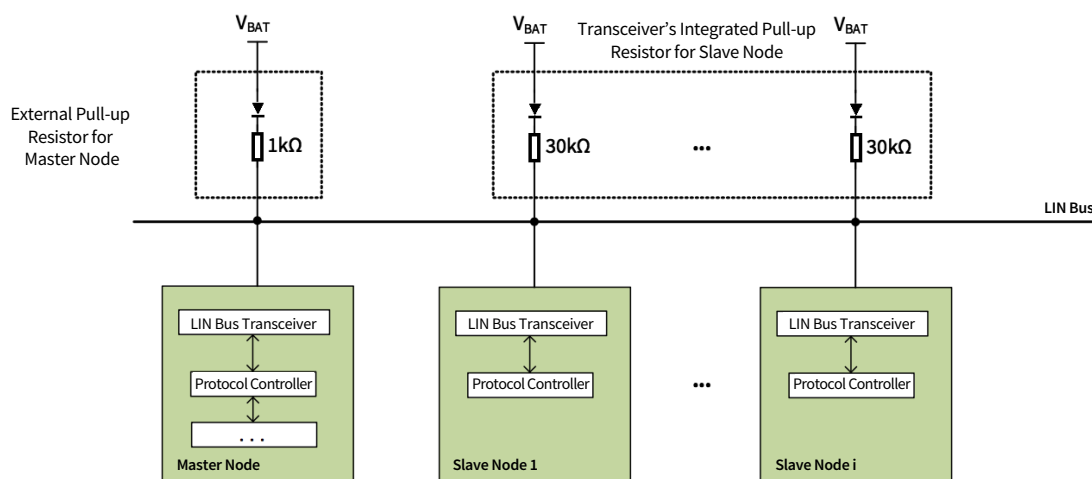 V_BAT
V_BAT
Transceiver's Integrated Pull-up
Resistor for Slave Node
V_BAT
External Pull-up
Resistor for
Master Node
1kΩ
30kΩ
...
30kΩ
LIN Bus
LIN Bus Transceiver
Protocol Controller
...
Master Node
LIN Bus Transceiver
Protocol Controller
Slave Node 1
...
LIN Bus Transceiver
Protocol Controller
Slave Node i